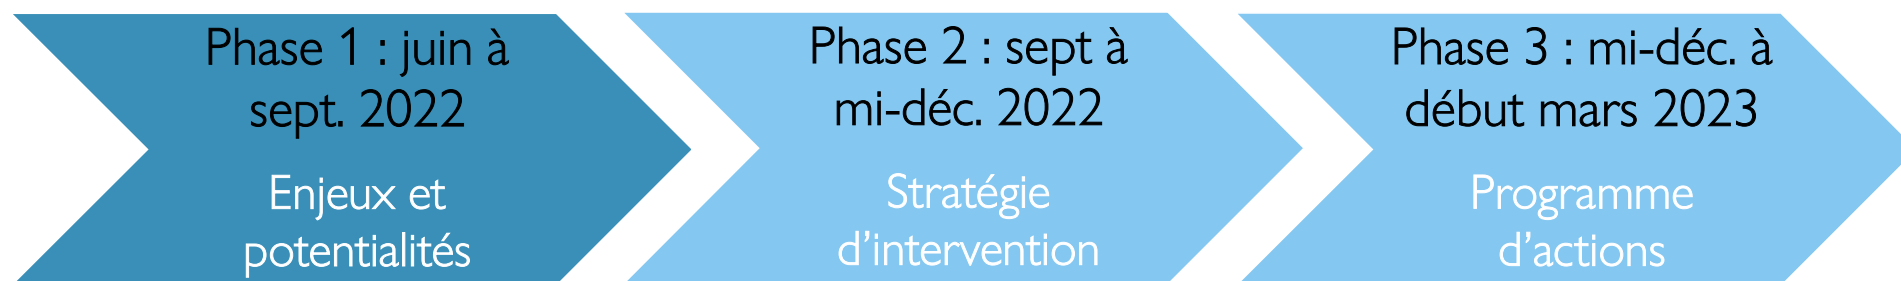 Phase 1 : juin à
sept. 2022
Enjeux et
potentialités
Phase 2 : sept à
mi-déc. 2022
Stratégie
d’intervention
Phase 3 : mi-déc. à
début mars 2023
Programme
d’actions